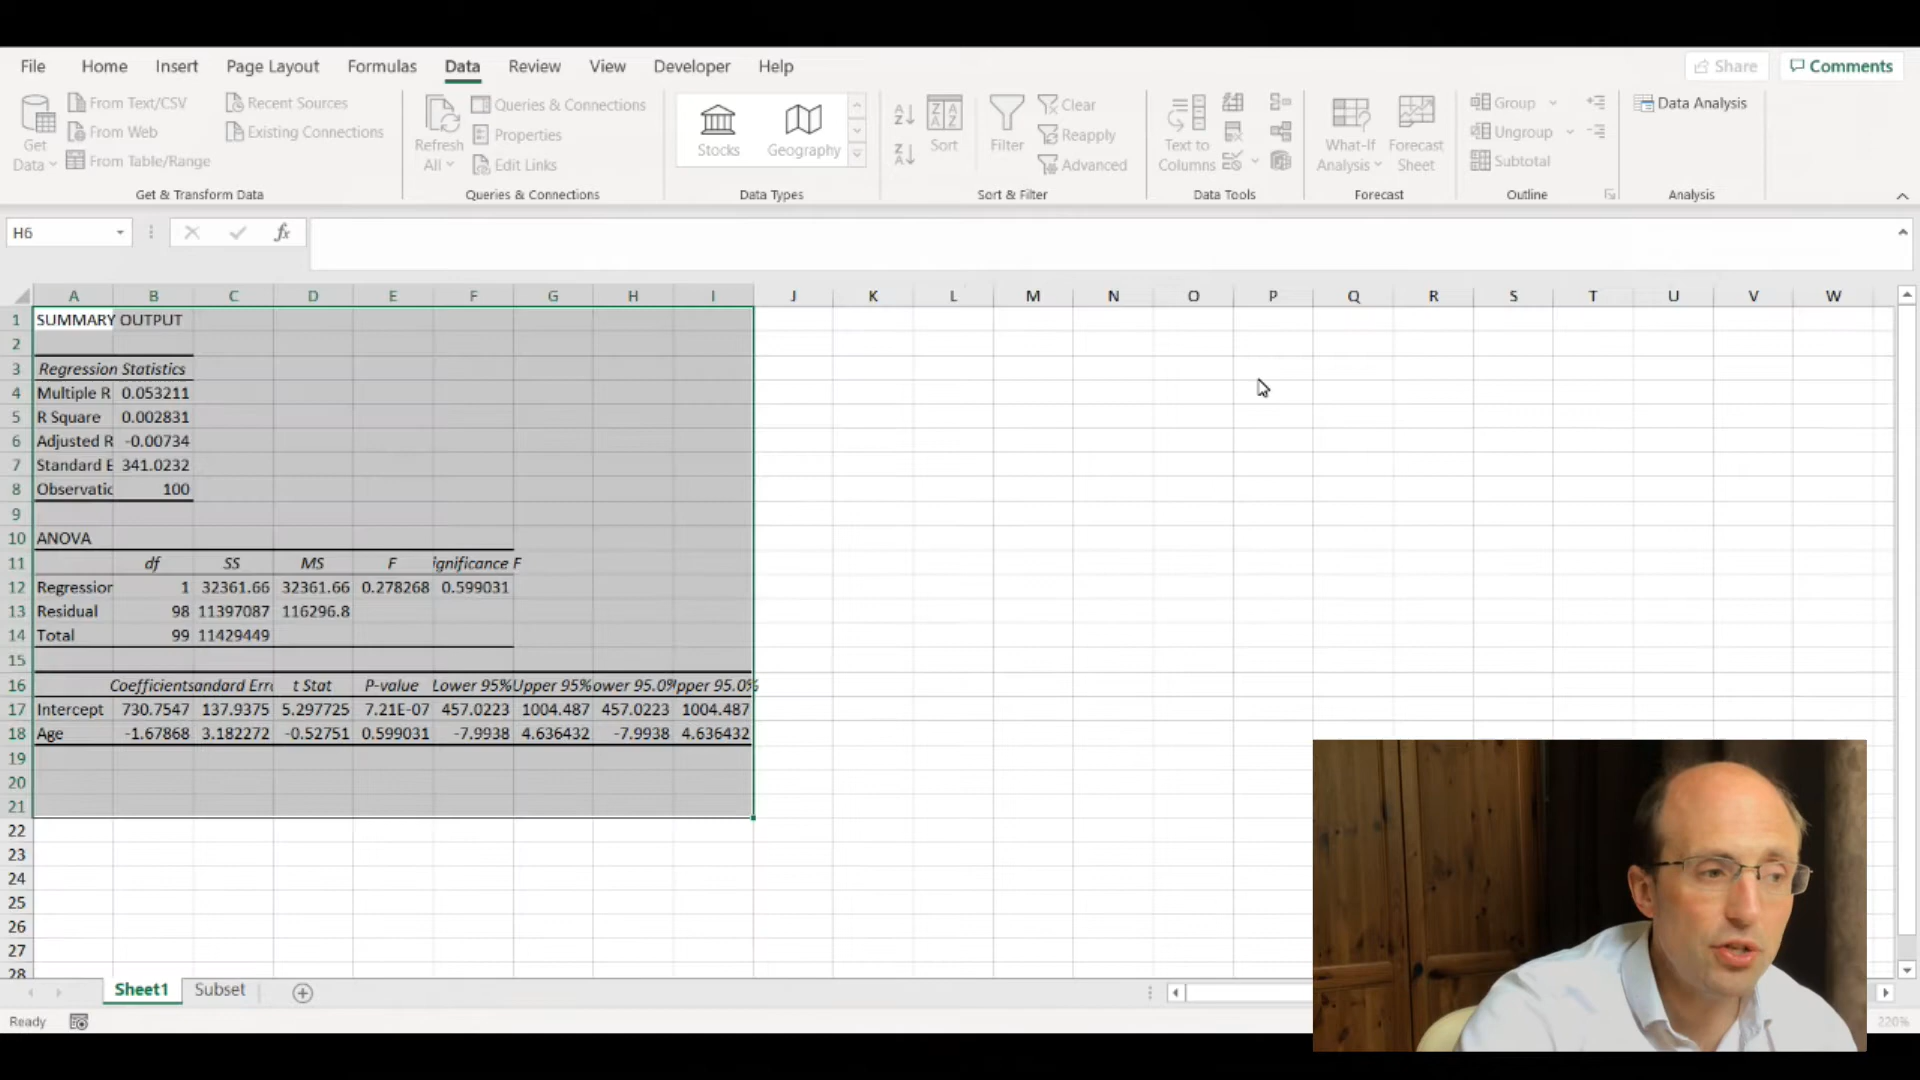 File Home Insert Page Layout Formulas Data Review View Developer Help Share Comments
Get Data
From Text/CSV
From Web
From Table/Range
Recent Sources
Existing Connections
Get & Transform Data
Refresh All
Queries & Connections
Properties
Edit Links
Queries & Connections
Stocks Geography
Data Types
Sort
Filter
Clear
Reapply
Advanced
Sort & Filter
Text to Columns
Data Tools
What-If Analysis
Forecast Sheet
Forecast
Group
Ungroup
Subtotal
Outline
Data Analysis
Analysis
H6 fx
A B C D E F G H I J K L M N O P Q R S T U V W
1 SUMMARY OUTPUT
2
3 Regression Statistics
4 Multiple R 0.053211
5 R Square 0.002831
6 Adjusted R -0.00734
7 Standard E 341.0232
8 Observatic 100
9
10 ANOVA
11 df SS MS F ignificance F
12 Regression 1 32361.66 32361.66 0.278268 0.599031
13 Residual 98 11397087 116296.8
14 Total 99 11429449
15
16 Coefficients andard Erro t Stat P-value Lower 95% Upper 95% ower 95.0% pper 95.0%
17 Intercept 730.7547 137.9375 5.297725 7.21E-07 457.0223 1004.487 457.0223 1004.487
18 Age -1.67868 3.182272 -0.52751 0.599031 -7.9938 4.636432 -7.9938 4.636432
19
20
21
22
23
24
25
26
27
28
Sheet1 Subset
Ready
220%